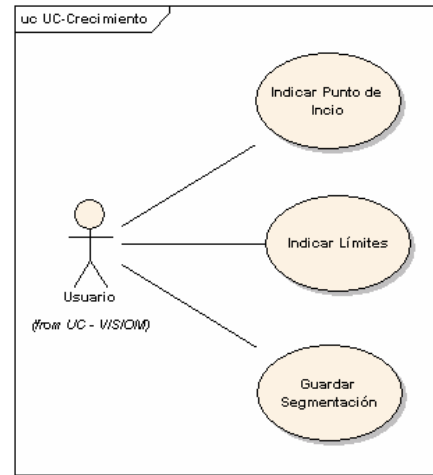 uc UC-Crecimiento
Indicar Punto de
Incio
Indicar Límites
Usuario
(from UC - VISIOM)
Guardar
Segmentación